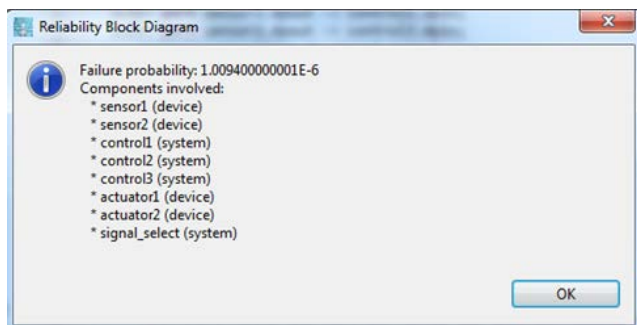 Reliability Block Diagram
Failure probability: 1.009400000001E-6
Components involved:
* sensor1 (device)
* sensor2 (device)
* control1 (system)
* control2 (system)
* control3 (system)
* actuator1 (device)
* actuator2 (device)
* signal_select (system)
OK